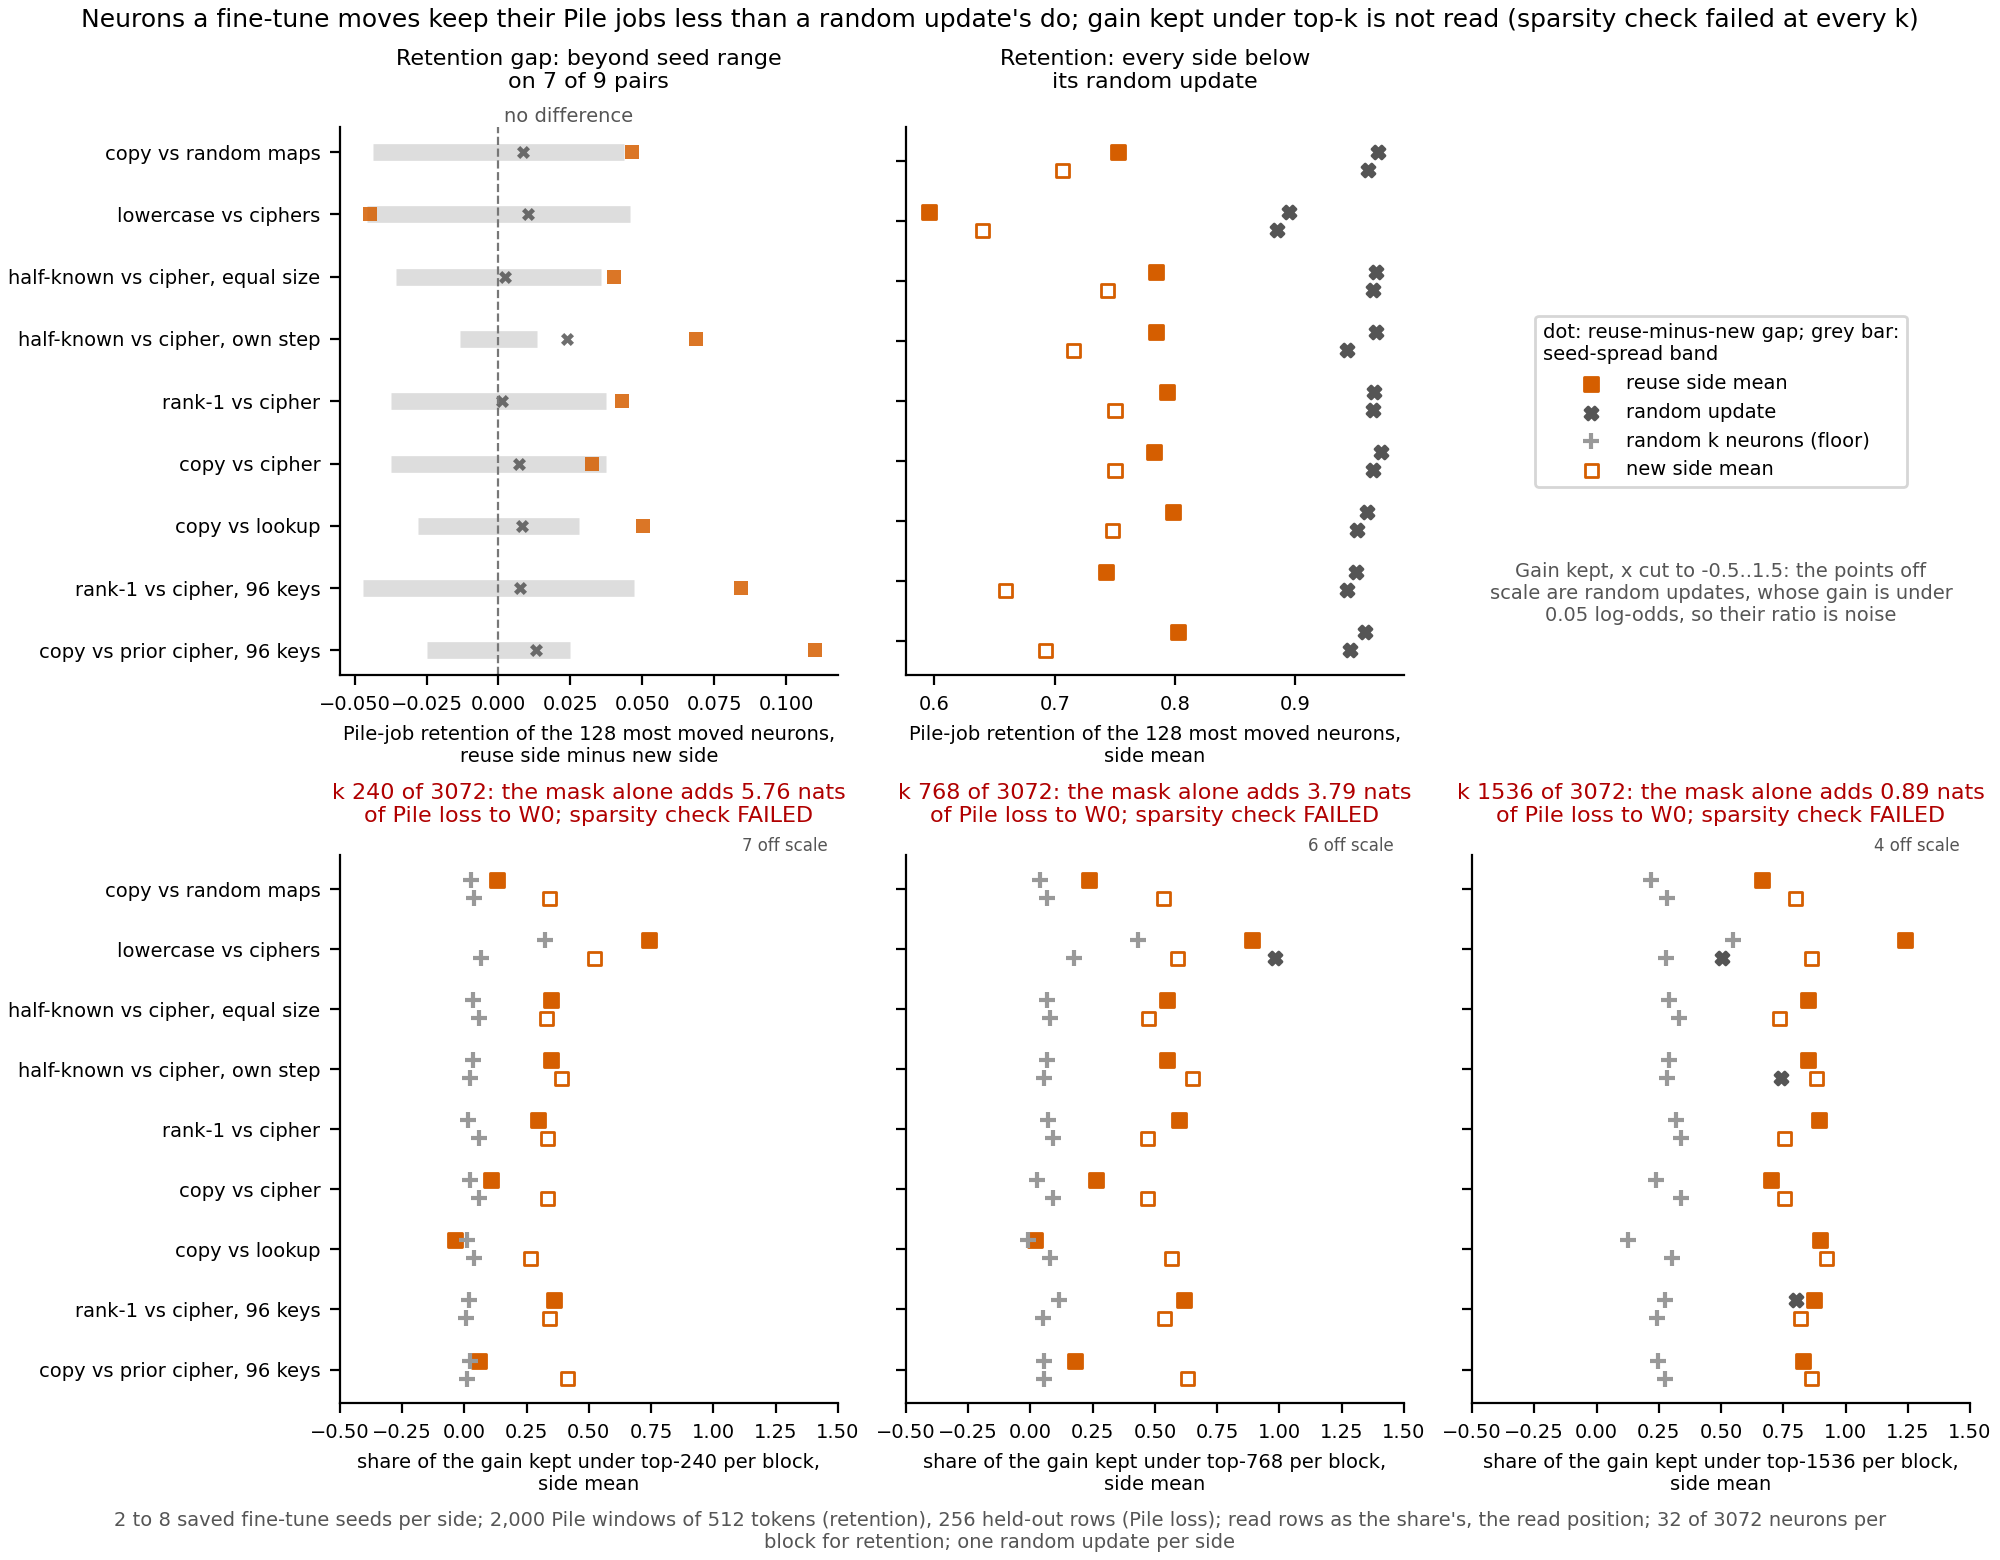 Neurons a fine-tune moves keep their Pile jobs less than a random update's do; gain kept under top-k is not read (sparsity check failed at every k)
Retention gap: beyond seed range
on 7 of 9 pairs
no difference
copy vs random maps
lowercase vs ciphers
half-known vs cipher, equal size
half-known vs cipher, own step
rank-1 vs cipher
copy vs cipher
copy vs lookup
rank-1 vs cipher, 96 keys
copy vs prior cipher, 96 keys
−0.050 −0.025 0.000 0.025 0.050 0.075 0.100
Pile-job retention of the 128 most moved neurons,
reuse side minus new side
Retention: every side below
its random update
0.6 0.7 0.8 0.9
Pile-job retention of the 128 most moved neurons,
side mean
dot: reuse-minus-new gap; grey bar:
seed-spread band
reuse side mean
random update
random k neurons (floor)
new side mean
Gain kept, x cut to -0.5..1.5: the points off
scale are random updates, whose gain is under
0.05 log-odds, so their ratio is noise
k 240 of 3072: the mask alone adds 5.76 nats
of Pile loss to W0; sparsity check FAILED
7 off scale
copy vs random maps
lowercase vs ciphers
half-known vs cipher, equal size
half-known vs cipher, own step
rank-1 vs cipher
copy vs cipher
copy vs lookup
rank-1 vs cipher, 96 keys
copy vs prior cipher, 96 keys
−0.50 −0.25 0.00 0.25 0.50 0.75 1.00 1.25 1.50
share of the gain kept under top-240 per block,
side mean
k 768 of 3072: the mask alone adds 3.79 nats
of Pile loss to W0; sparsity check FAILED
6 off scale
−0.50 −0.25 0.00 0.25 0.50 0.75 1.00 1.25 1.50
share of the gain kept under top-768 per block,
side mean
k 1536 of 3072: the mask alone adds 0.89 nats
of Pile loss to W0; sparsity check FAILED
4 off scale
−0.50 −0.25 0.00 0.25 0.50 0.75 1.00 1.25 1.50
share of the gain kept under top-1536 per block,
side mean
2 to 8 saved fine-tune seeds per side; 2,000 Pile windows of 512 tokens (retention), 256 held-out rows (Pile loss); read rows as the share's, the read position; 32 of 3072 neurons per
block for retention; one random update per side